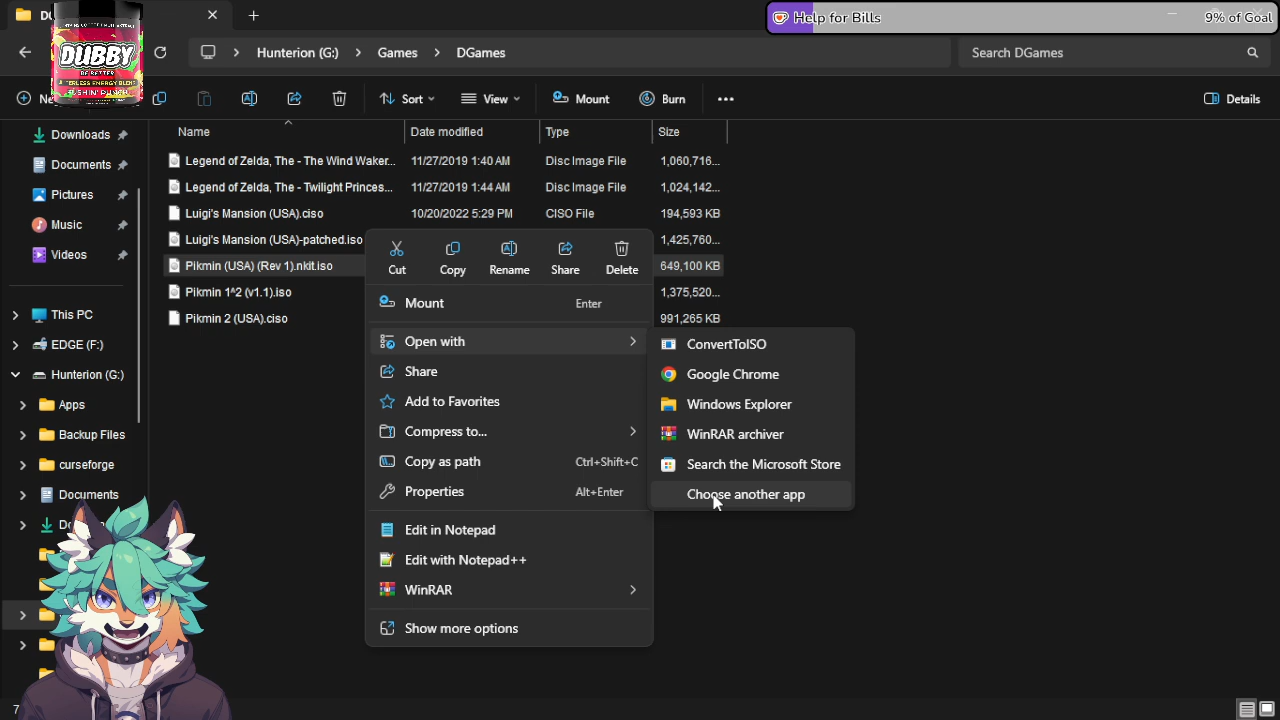 Help for Bills
9% of Goal
DUBBY
BE BETTER
Hunterion (G:)
Games
DGames
Search DGames
Sort
View
Mount
Burn
Details
Name
Date modified
Type
Size
Downloads
Documents
Pictures
Music
Videos
This PC
EDGE (F:)
Hunterion (G:)
Apps
Backup Files
curseforge
Documents
Legend of Zelda, The - The Wind Waker...
11/27/2019 1:40 AM
Disc Image File
1,060,716...
Legend of Zelda, The - Twilight Princes...
11/27/2019 1:44 AM
Disc Image File
1,024,142...
Luigi's Mansion (USA).ciso
10/20/2022 5:29 PM
CISO File
194,593 KB
Luigi's Mansion (USA)-patched.iso
1,425,760...
Pikmin (USA) (Rev 1).nkit.iso
649,100 KB
Pikmin 1^2 (v1.1).iso
1,375,520...
Pikmin 2 (USA).ciso
991,265 KB
Cut
Copy
Rename
Share
Delete
Mount
Enter
Open with
Share
Add to Favorites
Compress to...
Copy as path
Ctrl+Shift+C
Properties
Alt+Enter
Edit in Notepad
Edit with Notepad++
WinRAR
Show more options
ConvertToISO
Google Chrome
Windows Explorer
WinRAR archiver
Search the Microsoft Store
Choose another app
7